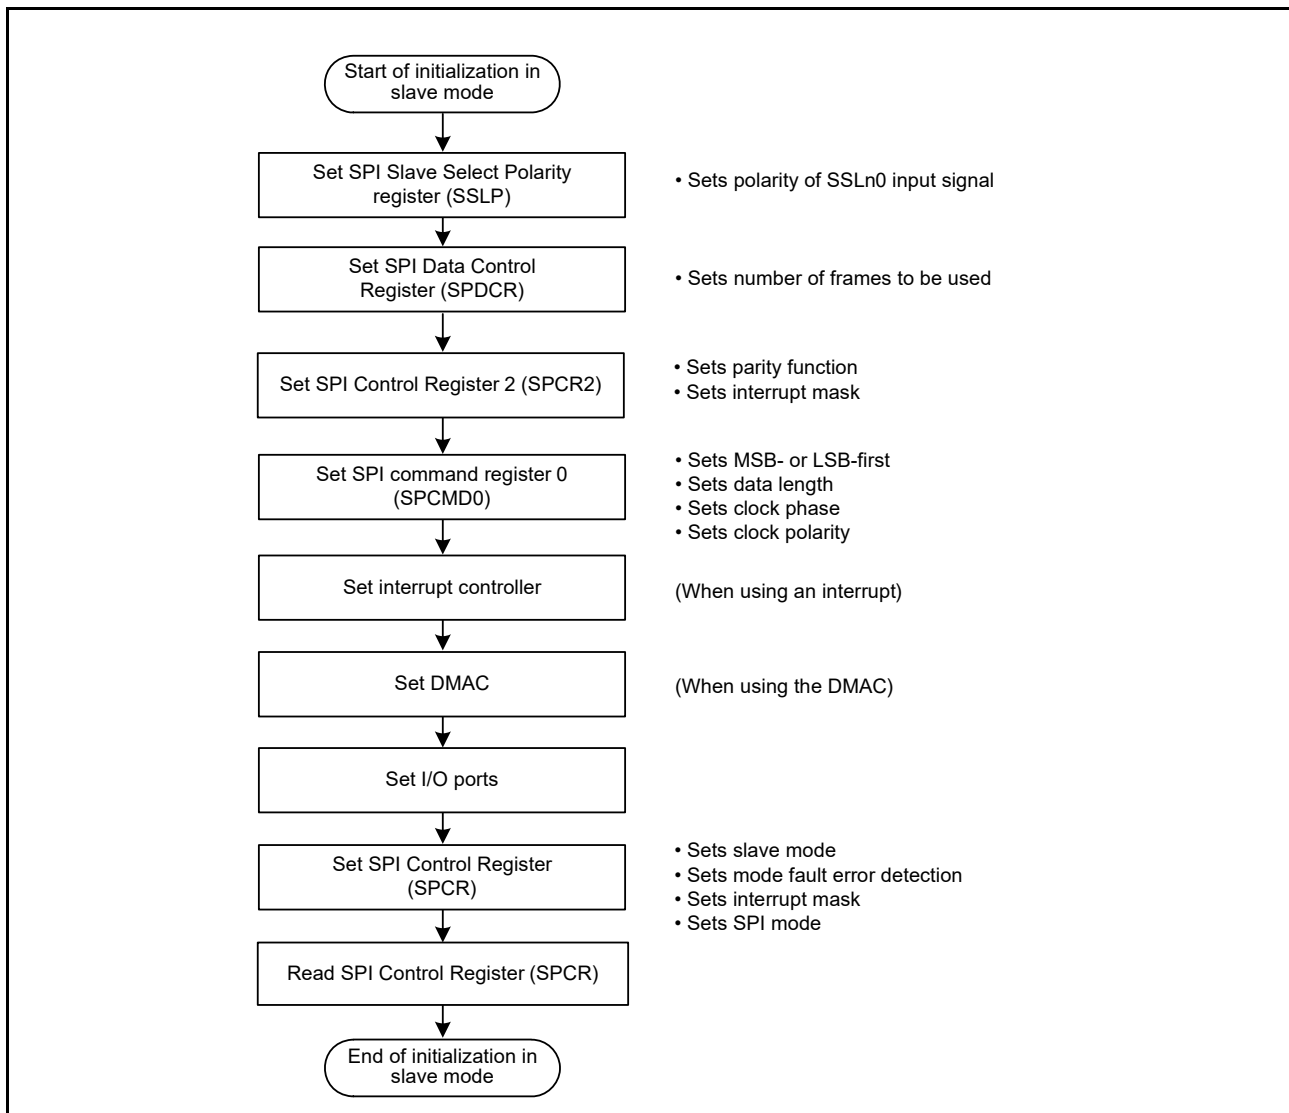 Start of initialization in
slave mode
Set SPI Slave Select Polarity
register (SSLP)
• Sets polarity of SSLn0 input signal
Set SPI Data Control
Register (SPDCR)
• Sets number of frames to be used
Set SPI Control Register 2 (SPCR2)
• Sets parity function
• Sets interrupt mask
Set SPI command register 0
(SPCMD0)
• Sets MSB- or LSB-first
• Sets data length
• Sets clock phase
• Sets clock polarity
Set interrupt controller
(When using an interrupt)
Set DMAC
(When using the DMAC)
Set I/O ports
Set SPI Control Register
(SPCR)
• Sets slave mode
• Sets mode fault error detection
• Sets interrupt mask
• Sets SPI mode
Read SPI Control Register (SPCR)
End of initialization in
slave mode